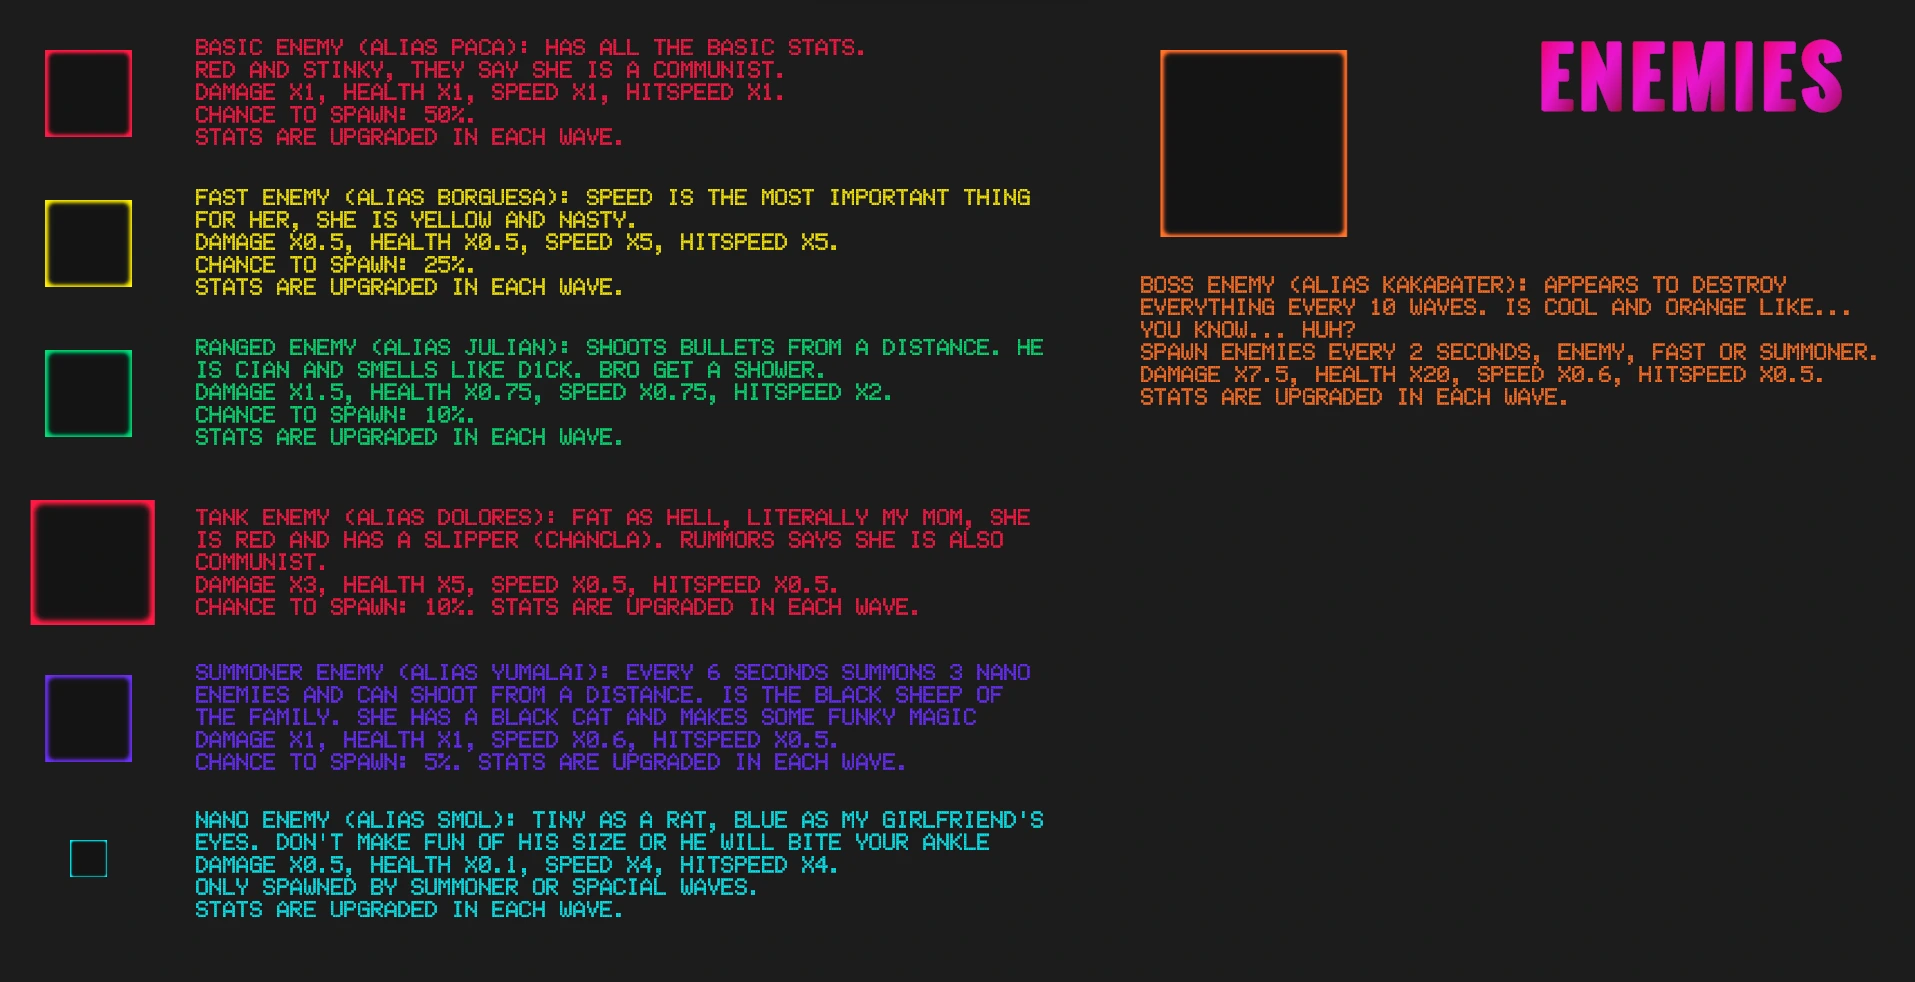 BASIC ENEMY (ALIAS PACA): HAS ALL THE BASIC STATS.
RED AND STINKY, THEY SAY SHE IS A COMMUNIST.
DAMAGE X1, HEALTH X1, SPEED X1, HITSPEED X1.
CHANCE TO SPAWN: 50%.
STATS ARE UPGRADED IN EACH WAVE.
FAST ENEMY (ALIAS BORGUESA): SPEED IS THE MOST IMPORTANT THING
FOR HER, SHE IS YELLOW AND NASTY.
DAMAGE X0.5, HEALTH X0.5, SPEED X5, HITSPEED X5.
CHANCE TO SPAWN: 25%.
STATS ARE UPGRADED IN EACH WAVE.
RANGED ENEMY (ALIAS JULIAN): SHOOTS BULLETS FROM A DISTANCE. HE
IS CIAN AND SMELLS LIKE D1CK. BRO GET A SHOWER.
DAMAGE X1.5, HEALTH X0.75, SPEED X0.75, HITSPEED X2.
CHANCE TO SPAWN: 10%.
STATS ARE UPGRADED IN EACH WAVE.
TANK ENEMY (ALIAS DOLORES): FAT AS HELL, LITERALLY MY MOM, SHE
IS RED AND HAS A SLIPPER (CHANCLA). RUMMORS SAYS SHE IS ALSO
COMMUNIST.
DAMAGE X3, HEALTH X5, SPEED X0.5, HITSPEED X0.5.
CHANCE TO SPAWN: 10%. STATS ARE UPGRADED IN EACH WAVE.
SUMMONER ENEMY (ALIAS YUMALAI): EVERY 6 SECONDS SUMMONS 3 NANO
ENEMIES AND CAN SHOOT FROM A DISTANCE. IS THE BLACK SHEEP OF
THE FAMILY. SHE HAS A BLACK CAT AND MAKES SOME FUNKY MAGIC
DAMAGE X1, HEALTH X1, SPEED X0.6, HITSPEED X0.5.
CHANCE TO SPAWN: 5%. STATS ARE UPGRADED IN EACH WAVE.
NANO ENEMY (ALIAS SMOL): TINY AS A RAT, BLUE AS MY GIRLFRIEND'S
EYES. DON'T MAKE FUN OF HIS SIZE OR HE WILL BITE YOUR ANKLE
DAMAGE X0.5, HEALTH X0.1, SPEED X4, HITSPEED X4.
ONLY SPAWNED BY SUMMONER OR SPACIAL WAVES.
STATS ARE UPGRADED IN EACH WAVE.
ENEMIES
BOSS ENEMY (ALIAS KAKABATER): APPEARS TO DESTROY
EVERYTHING EVERY 10 WAVES. IS COOL AND ORANGE LIKE...
YOU KNOW... HUH?
SPAWN ENEMIES EVERY 2 SECONDS, ENEMY, FAST OR SUMMONER.
DAMAGE X7.5, HEALTH X20, SPEED X0.6, HITSPEED X0.5.
STATS ARE UPGRADED IN EACH WAVE.